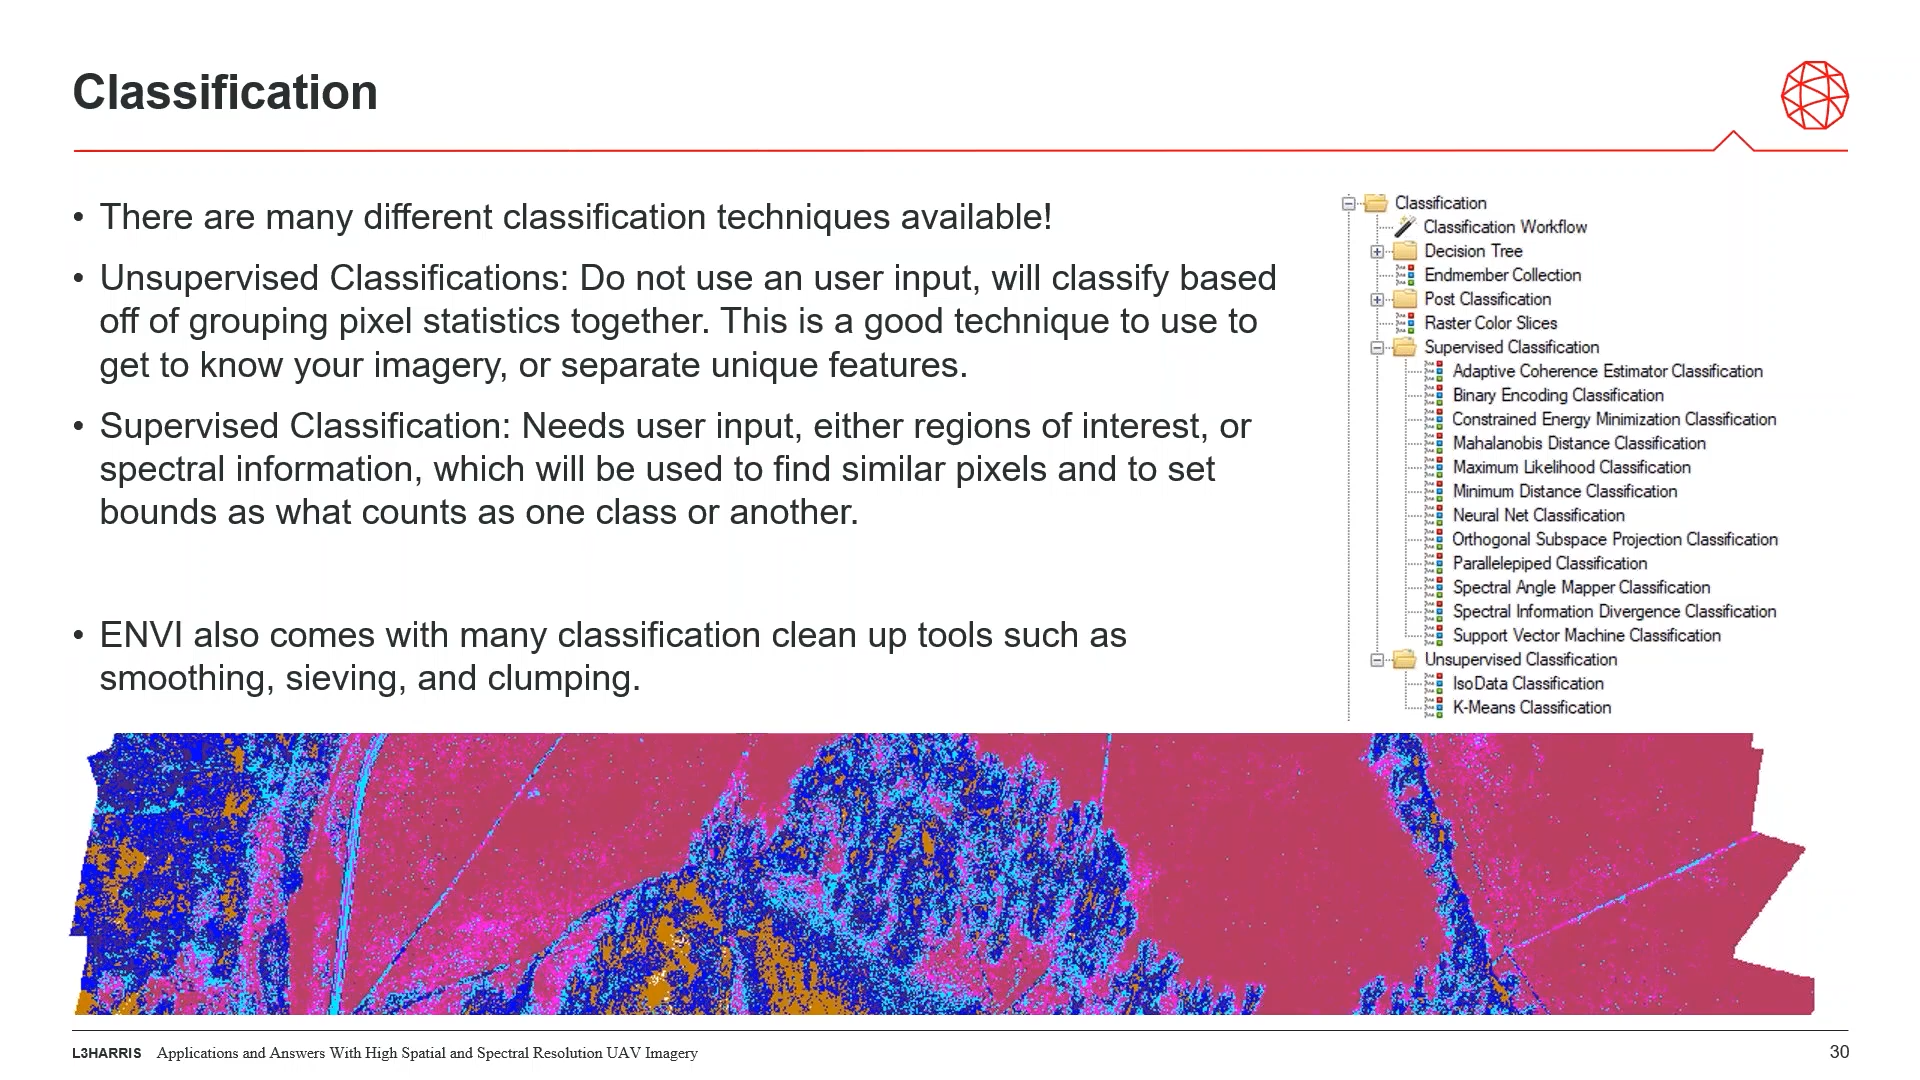 Classification
• There are many different classification techniques available!
• Unsupervised Classifications: Do not use an user input, will classify based
off of grouping pixel statistics together. This is a good technique to use to
get to know your imagery, or separate unique features.
• Supervised Classification: Needs user input, either regions of interest, or
spectral information, which will be used to find similar pixels and to set
bounds as what counts as one class or another.
• ENVI also comes with many classification clean up tools such as
smoothing, sieving, and clumping.
Classification
Classification Workflow
Decision Tree
Endmember Collection
Post Classification
Raster Color Slices
Supervised Classification
Adaptive Coherence Estimator Classification
Binary Encoding Classification
Constrained Energy Minimization Classification
Mahalanobis Distance Classification
Maximum Likelihood Classification
Minimum Distance Classification
Neural Net Classification
Orthogonal Subspace Projection Classification
Parallelepiped Classification
Spectral Angle Mapper Classification
Spectral Information Divergence Classification
Support Vector Machine Classification
Unsupervised Classification
IsoData Classification
K-Means Classification
L3HARRIS Applications and Answers With High Spatial and Spectral Resolution UAV Imagery
30